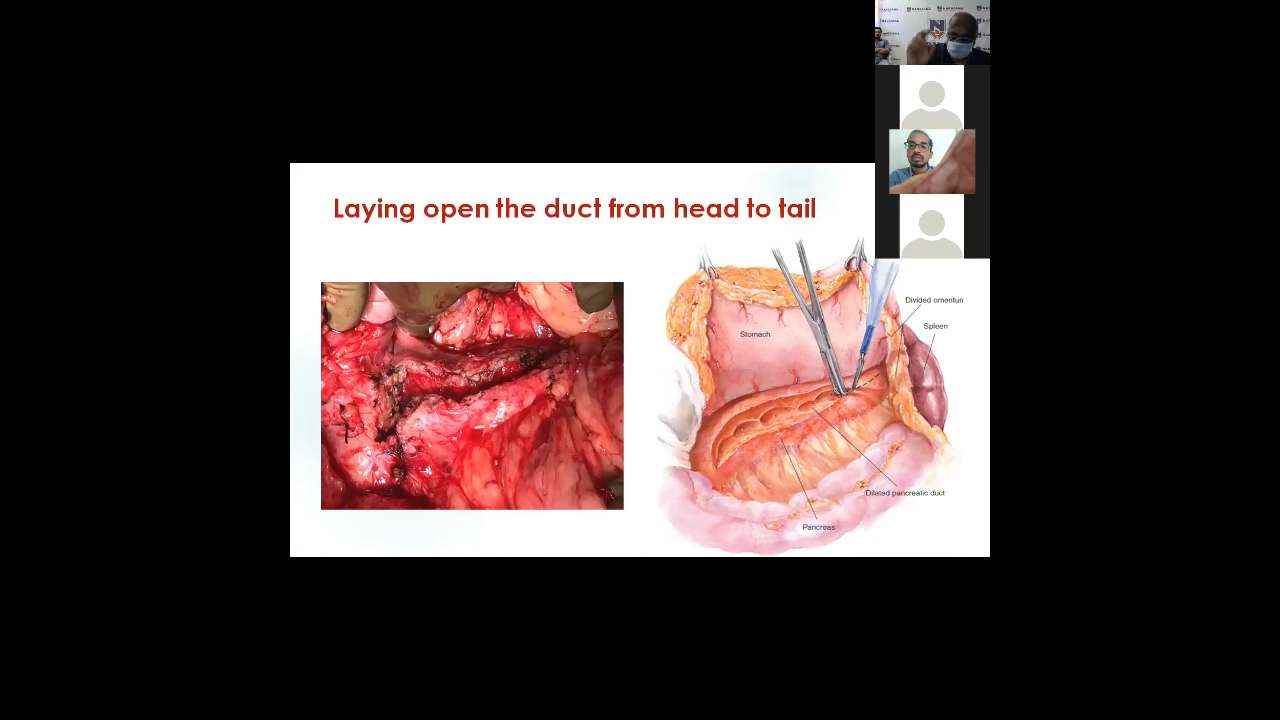 Laying open the duct from head to tail
Divided omentum
Spleen
Stomach
Dilated pancreatic duct
Pancreas